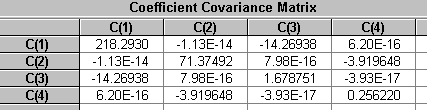 Coefficient Covariance Matrix
C(1) C(2) C(3) C(4)
C(1) 218.2930 -1.13E-14 -14.26938 6.20E-16
C(2) -1.13E-14 71.37492 7.98E-16 -3.919648
C(3) -14.26938 7.98E-16 1.678751 -3.93E-17
C(4) 6.20E-16 -3.919648 -3.93E-17 0.256220